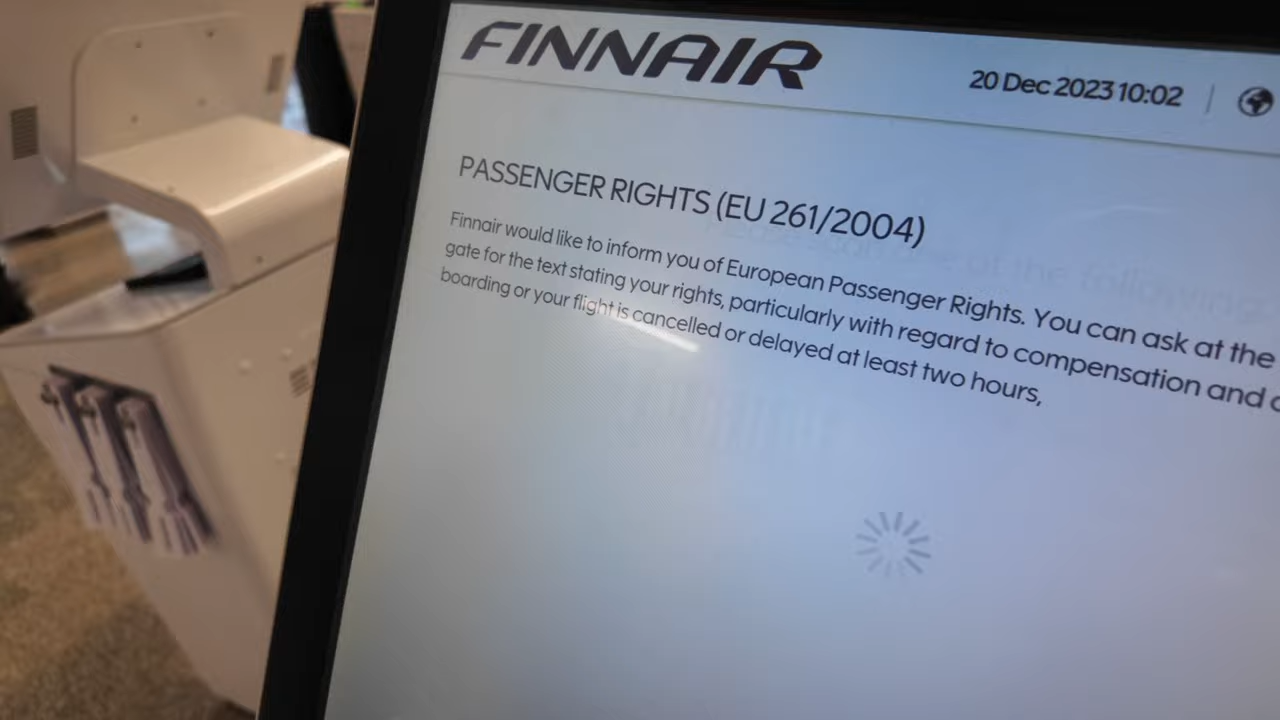 FINNAIR
20 Dec 2023 10:02
PASSENGER RIGHTS (EU 261/2004)
Finnair would like to inform you of European Passenger Rights. You can ask at the
gate for the text stating your rights, particularly with regard to compensation and
boarding or your flight is cancelled or delayed at least two hours,